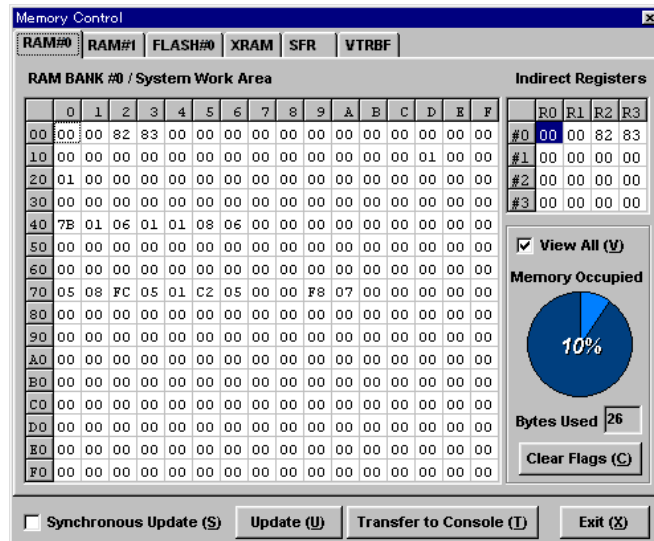 Memory Control
RAM#0 RAM#1 FLASH#0 XRAM SFR VTRBF
RAM BANK #0 / System Work Area
0 1 2 3 4 5 6 7 8 9 A B C D E F
00 00 00 82 83 00 00 00 00 00 00 00 00 00 00 00 00
10 00 00 00 00 00 00 00 00 00 00 00 00 00 01 00 00
20 01 00 00 00 00 00 00 00 00 00 00 00 00 00 00 00
30 00 00 00 00 00 00 00 00 00 00 00 00 00 00 00 00
40 7B 01 06 01 01 08 06 00 00 00 00 00 00 00 00 00
50 00 00 00 00 00 00 00 00 00 00 00 00 00 00 00 00
60 00 00 00 00 00 00 00 00 00 00 00 00 00 00 00 00
70 05 08 FC 05 01 C2 05 00 00 F8 07 00 00 00 00 00
80 00 00 00 00 00 00 00 00 00 00 00 00 00 00 00 00
90 00 00 00 00 00 00 00 00 00 00 00 00 00 00 00 00
A0 00 00 00 00 00 00 00 00 00 00 00 00 00 00 00 00
B0 00 00 00 00 00 00 00 00 00 00 00 00 00 00 00 00
C0 00 00 00 00 00 00 00 00 00 00 00 00 00 00 00 00
D0 00 00 00 00 00 00 00 00 00 00 00 00 00 00 00 00
E0 00 00 00 00 00 00 00 00 00 00 00 00 00 00 00 00
F0 00 00 00 00 00 00 00 00 00 00 00 00 00 00 00 00
Indirect Registers
R0 R1 R2 R3
#0 00 00 82 83
#1 00 00 00 00
#2 00 00 00 00
#3 00 00 00 00
View All (V)
Memory Occupied
10%
Bytes Used 26
Clear Flags (C)
Synchronous Update (S) Update (U) Transfer to Console (T) Exit (X)